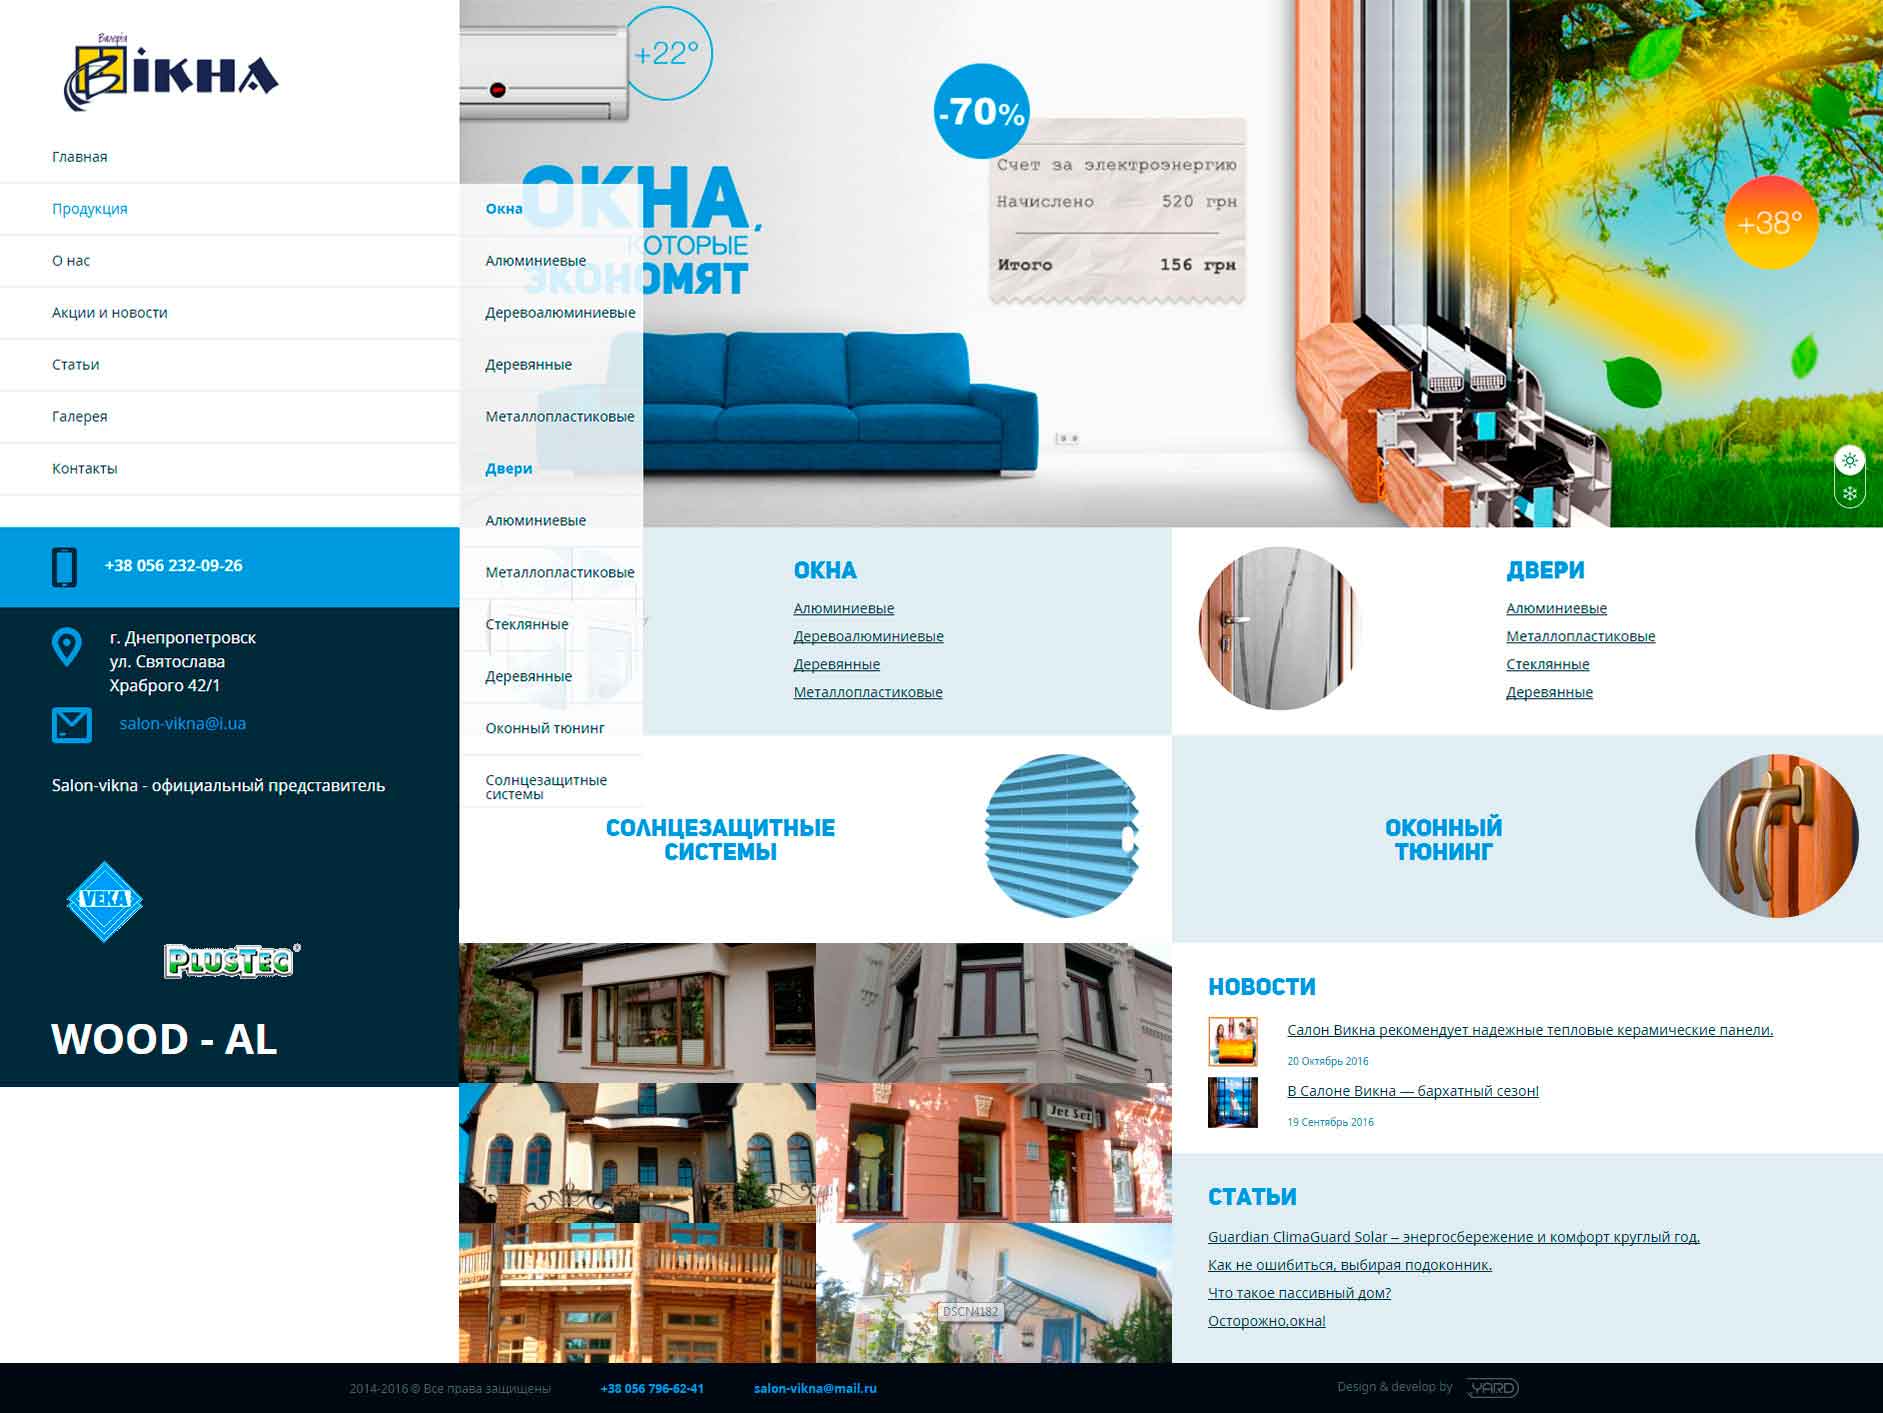 Валерія
Вікна
Главная
Продукция
О нас
Акции и новости
Статьи
Галерея
Контакты
+38 056 232-09-26
г. Днепропетровск
ул. Святослава
Храброго 42/1
salon-vikna@i.ua
Salon-vikna - официальный представитель
VEKA
PLUSTEC®
WOOD - AL
Окна
Алюминиевые
Деревоалюминиевые
Деревянные
Металлопластиковые
Двери
Алюминиевые
Металлопластиковые
Стеклянные
Деревянные
Оконный тюнинг
Солнцезащитные
системы
+22°
ОКНА,
КОТОРЫЕ
ЭКОНОМЯТ
-70%
Счет за электроэнергию
Начислено 520 грн
Итого 156 грн
+38°
ОКНА
Алюминиевые
Деревоалюминиевые
Деревянные
Металлопластиковые
ДВЕРИ
Алюминиевые
Металлопластиковые
Стеклянные
Деревянные
СОЛНЦЕЗАЩИТНЫЕ
СИСТЕМЫ
ОКОННЫЙ
ТЮНИНГ
Jet Set
DSCN4182
НОВОСТИ
Салон Викна рекомендует надежные тепловые керамические панели.
20 Октябрь 2016
В Салоне Викна — бархатный сезон!
19 Сентябрь 2016
СТАТЬИ
Guardian ClimaGuard Solar – энергосбережение и комфорт круглый год.
Как не ошибиться, выбирая подоконник.
Что такое пассивный дом?
Осторожно,окна!
2014-2016 © Все права защищены
+38 056 796-62-41
salon-vikna@mail.ru
Design & develop by YARD